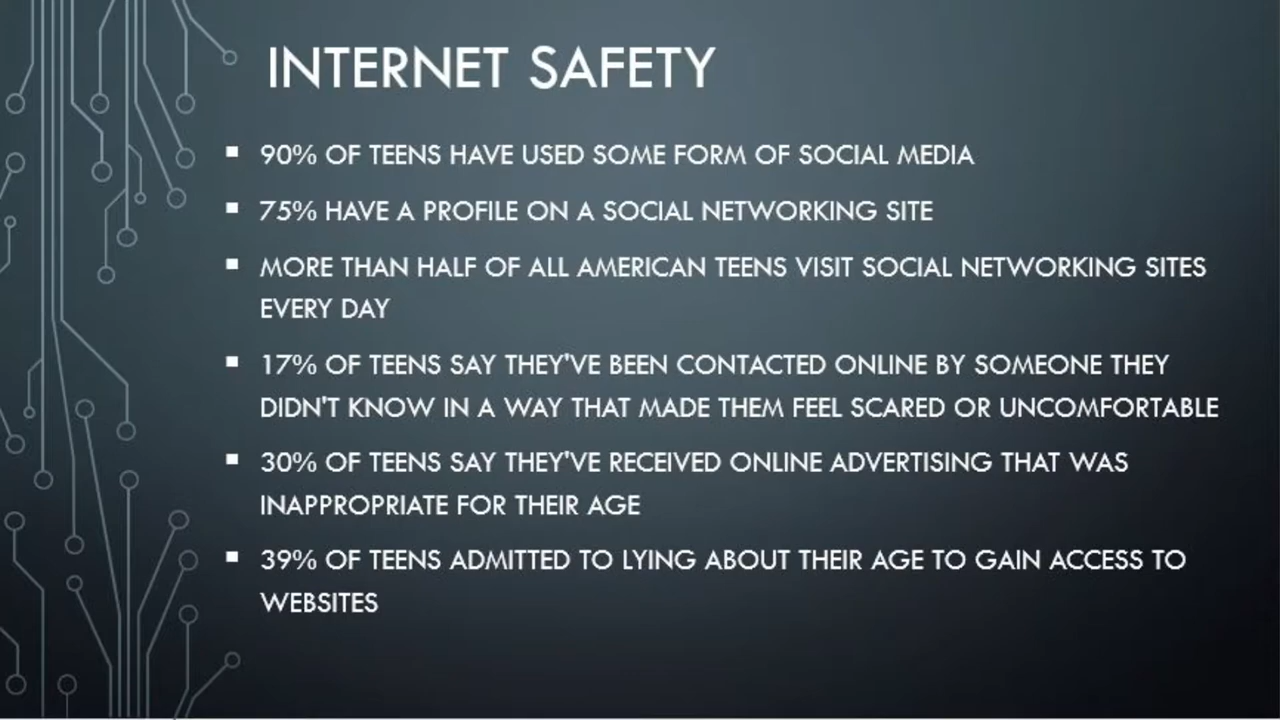 INTERNET SAFETY
▪ 90% OF TEENS HAVE USED SOME FORM OF SOCIAL MEDIA
▪ 75% HAVE A PROFILE ON A SOCIAL NETWORKING SITE
▪ MORE THAN HALF OF ALL AMERICAN TEENS VISIT SOCIAL NETWORKING SITES
EVERY DAY
▪ 17% OF TEENS SAY THEY'VE BEEN CONTACTED ONLINE BY SOMEONE THEY
DIDN'T KNOW IN A WAY THAT MADE THEM FEEL SCARED OR UNCOMFORTABLE
▪ 30% OF TEENS SAY THEY'VE RECEIVED ONLINE ADVERTISING THAT WAS
INAPPROPRIATE FOR THEIR AGE
▪ 39% OF TEENS ADMITTED TO LYING ABOUT THEIR AGE TO GAIN ACCESS TO
WEBSITES